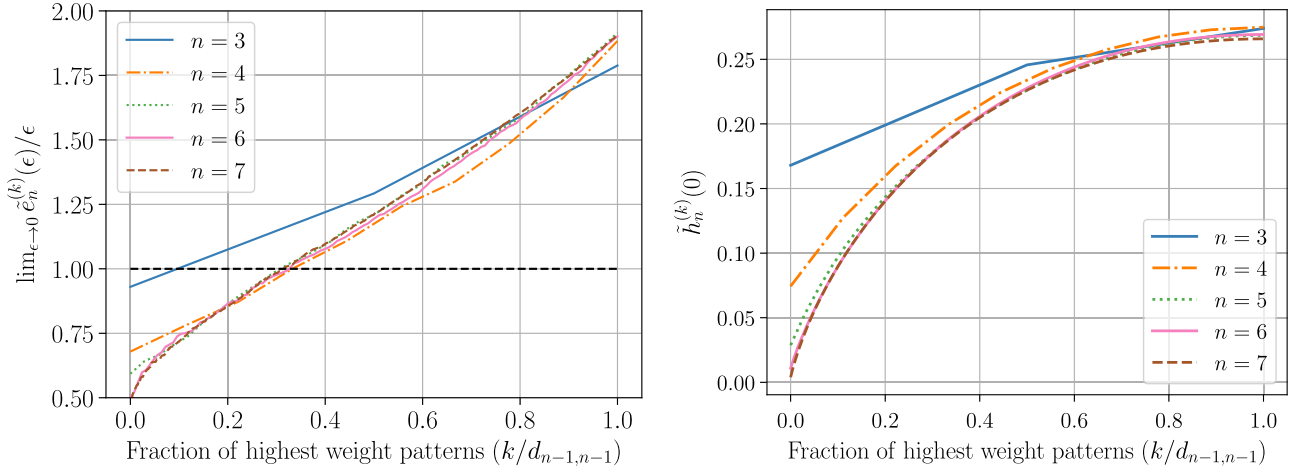 2.00
1.75
1.50
1.25
1.00
0.75
0.50
lim_{ϵ→0} ẽ_n^{(k)}(ϵ)/ϵ
n = 3
n = 4
n = 5
n = 6
n = 7
0.0 0.2 0.4 0.6 0.8 1.0
Fraction of highest weight patterns (k/d_{n−1,n−1})
0.25
0.20
0.15
0.10
0.05
0.00
h̃_n^{(k)}(0)
n = 3
n = 4
n = 5
n = 6
n = 7
0.0 0.2 0.4 0.6 0.8 1.0
Fraction of highest weight patterns (k/d_{n−1,n−1})